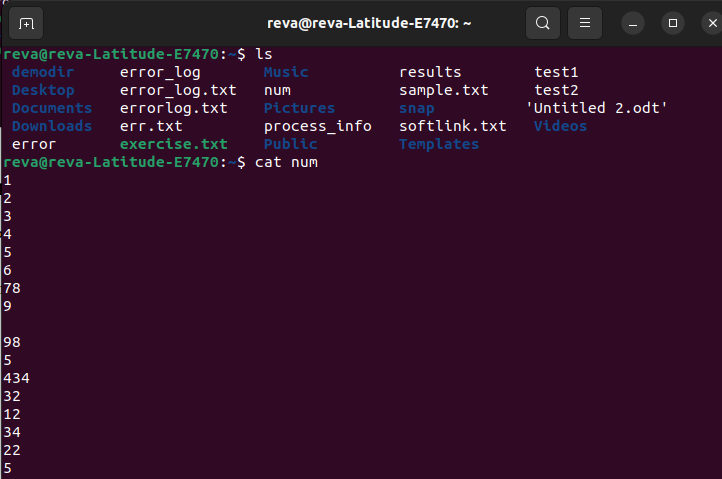 reva@reva-Latitude-E7470: ~
reva@reva-Latitude-E7470:~$ ls
demodir error_log Music results test1
Desktop error_log.txt num sample.txt test2
Documents errorlog.txt Pictures snap 'Untitled 2.odt'
Downloads err.txt process_info softlink.txt Videos
error exercise.txt Public Templates
reva@reva-Latitude-E7470:~$ cat num
1
2
3
4
5
6
78
9

98
5
434
32
12
34
22
5